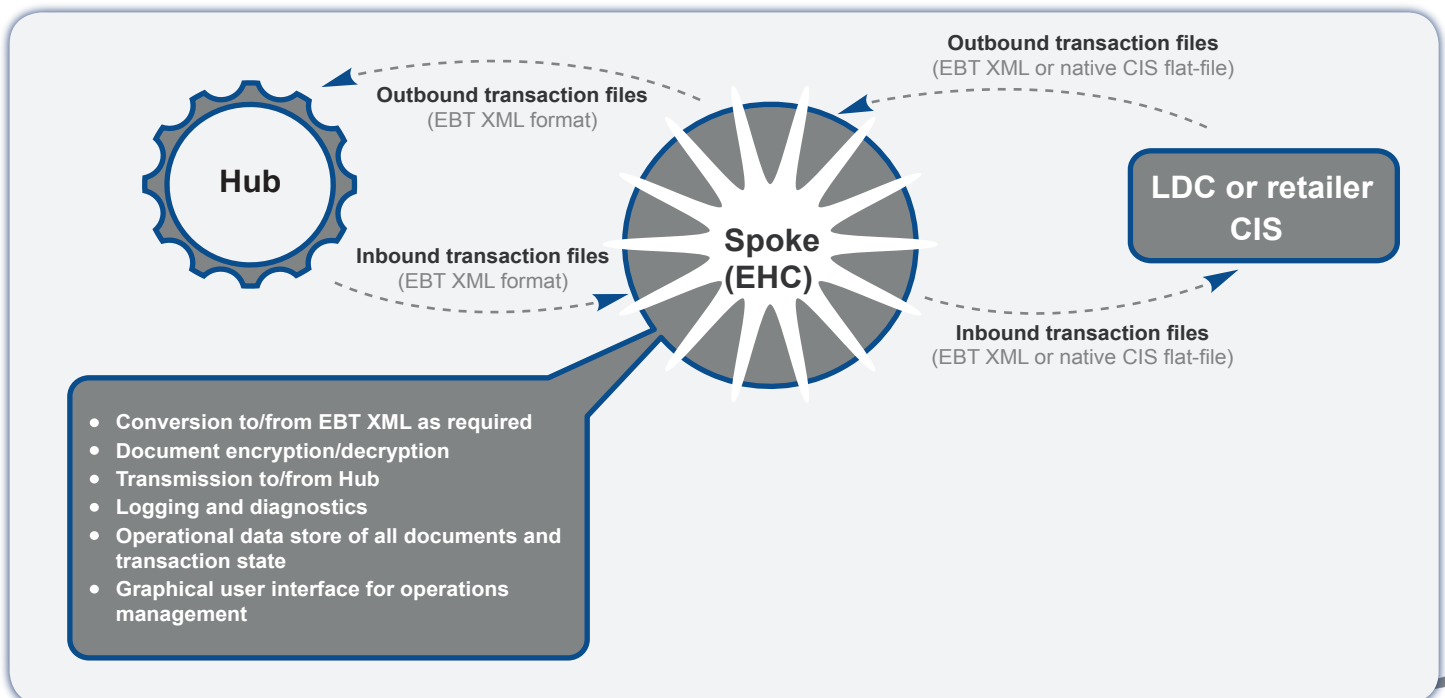 Outbound transaction files
(EBT XML or native CIS flat-file)
Outbound transaction files
(EBT XML format)
Hub
LDC or retailer
CIS
Spoke
(EHC)
Inbound transaction files
(EBT XML format)
Inbound transaction files
(EBT XML or native CIS flat-file)
• Conversion to/from EBT XML as required
• Document encryption/decryption
• Transmission to/from Hub
• Logging and diagnostics
• Operational data store of all documents and
transaction state
• Graphical user interface for operations
management